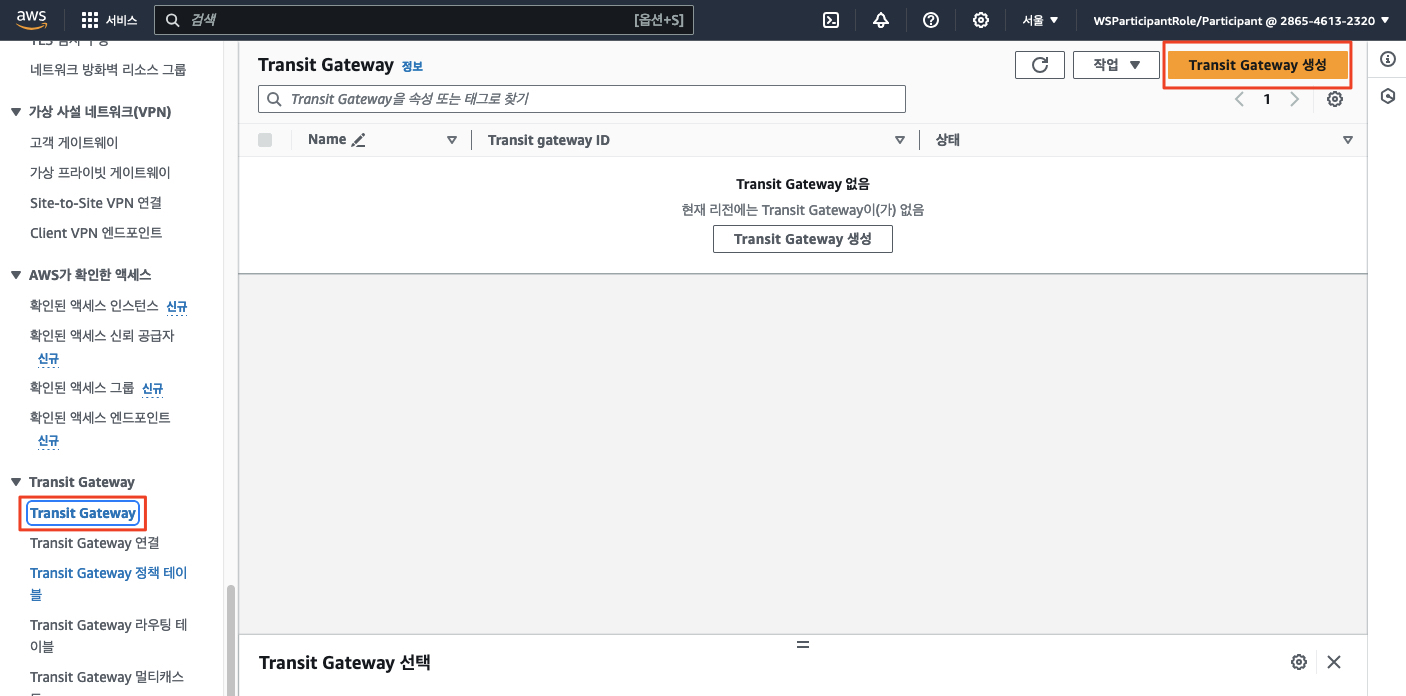 aws
서비스
검색
[옵션+S]
서울
WSParticipantRole/Participant @ 2865-4613-2320
네트워크 방화벽 리소스 그룹
가상 사설 네트워크(VPN)
고객 게이트웨이
가상 프라이빗 게이트웨이
Site-to-Site VPN 연결
Client VPN 엔드포인트
AWS가 확인한 액세스
확인된 액세스 인스턴스 신규
확인된 액세스 신뢰 공급자
신규
확인된 액세스 그룹 신규
확인된 액세스 엔드포인트
신규
Transit Gateway
Transit Gateway
Transit Gateway 연결
Transit Gateway 정책 테이
블
Transit Gateway 라우팅 테
이블
Transit Gateway 멀티캐스
Transit Gateway 정보
작업
Transit Gateway 생성
Transit Gateway을 속성 또는 태그로 찾기
1
Name
Transit gateway ID
상태
Transit Gateway 없음
현재 리전에는 Transit Gateway이(가) 없음
Transit Gateway 생성
Transit Gateway 선택